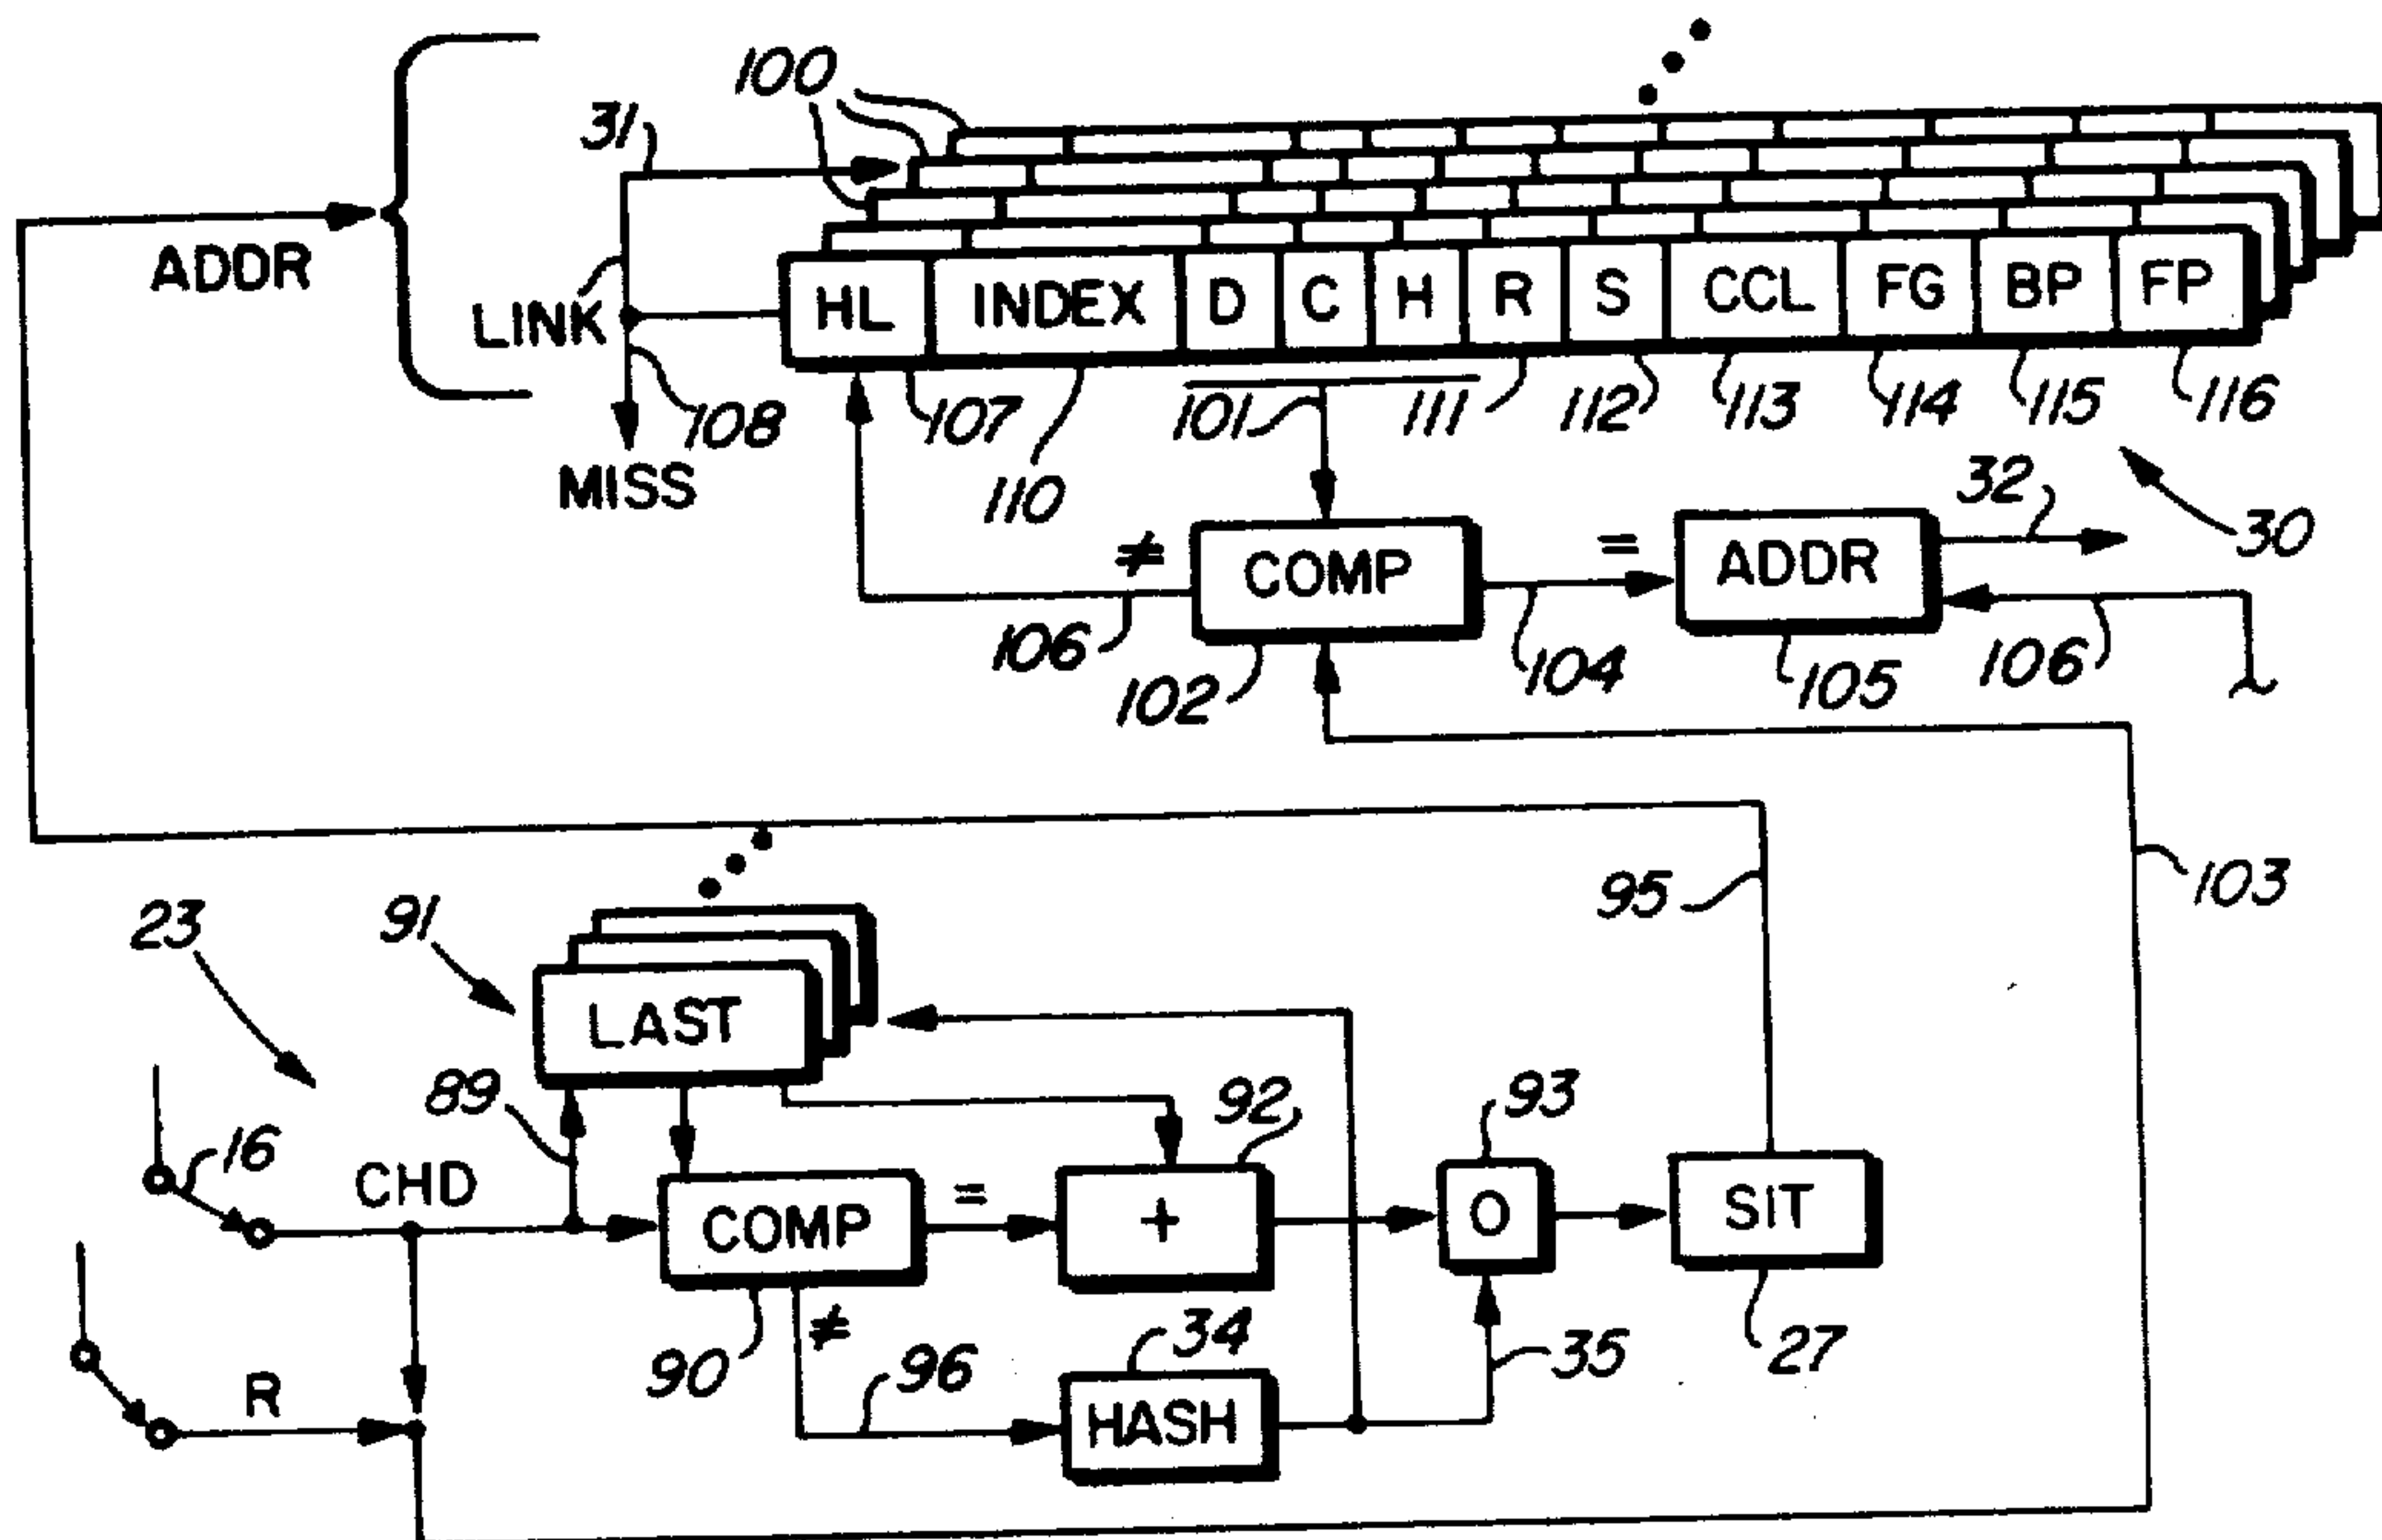 100
31
ADDR
LINK
HL INDEX D C H R S CCL FG BP FP
108
107
101
111
112
113
114
115
116
MISS
110
32
30
≠
COMP
=
ADDR
106
102
104
105
106
103
95
23
91
LAST
89
92
93
16
CHD
COMP
=
+
O
SIT
≠
90
34
96
35
27
R
HASH